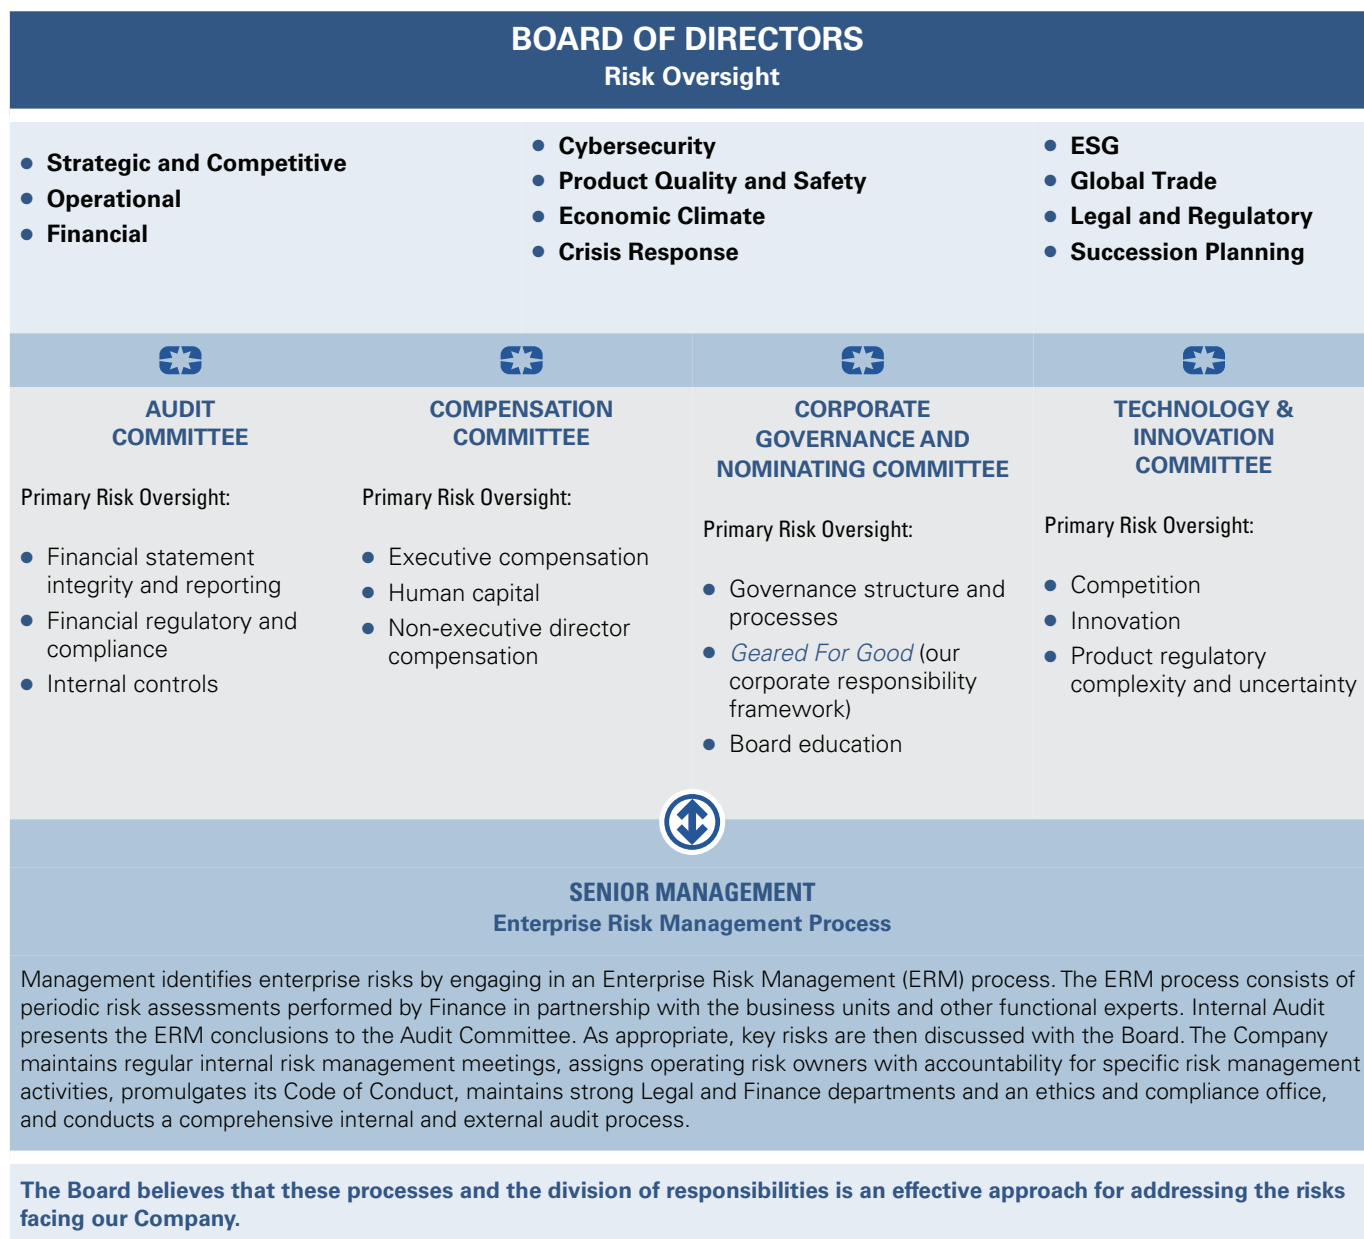 BOARD OF DIRECTORS
Risk Oversight
• Strategic and Competitive
• Operational
• Financial
• Cybersecurity
• Product Quality and Safety
• Economic Climate
• Crisis Response
• ESG
• Global Trade
• Legal and Regulatory
• Succession Planning
AUDIT
COMMITTEE
Primary Risk Oversight:
• Financial statement
integrity and reporting
• Financial regulatory and
compliance
• Internal controls
COMPENSATION
COMMITTEE
Primary Risk Oversight:
• Executive compensation
• Human capital
• Non-executive director
compensation
CORPORATE
GOVERNANCE AND
NOMINATING COMMITTEE
Primary Risk Oversight:
• Governance structure and
processes
• Geared For Good (our
corporate responsibility
framework)
• Board education
TECHNOLOGY &
INNOVATION
COMMITTEE
Primary Risk Oversight:
• Competition
• Innovation
• Product regulatory
complexity and uncertainty
SENIOR MANAGEMENT
Enterprise Risk Management Process
Management identifies enterprise risks by engaging in an Enterprise Risk Management (ERM) process. The ERM process consists of
periodic risk assessments performed by Finance in partnership with the business units and other functional experts. Internal Audit
presents the ERM conclusions to the Audit Committee. As appropriate, key risks are then discussed with the Board. The Company
maintains regular internal risk management meetings, assigns operating risk owners with accountability for specific risk management
activities, promulgates its Code of Conduct, maintains strong Legal and Finance departments and an ethics and compliance office,
and conducts a comprehensive internal and external audit process.
The Board believes that these processes and the division of responsibilities is an effective approach for addressing the risks
facing our Company.